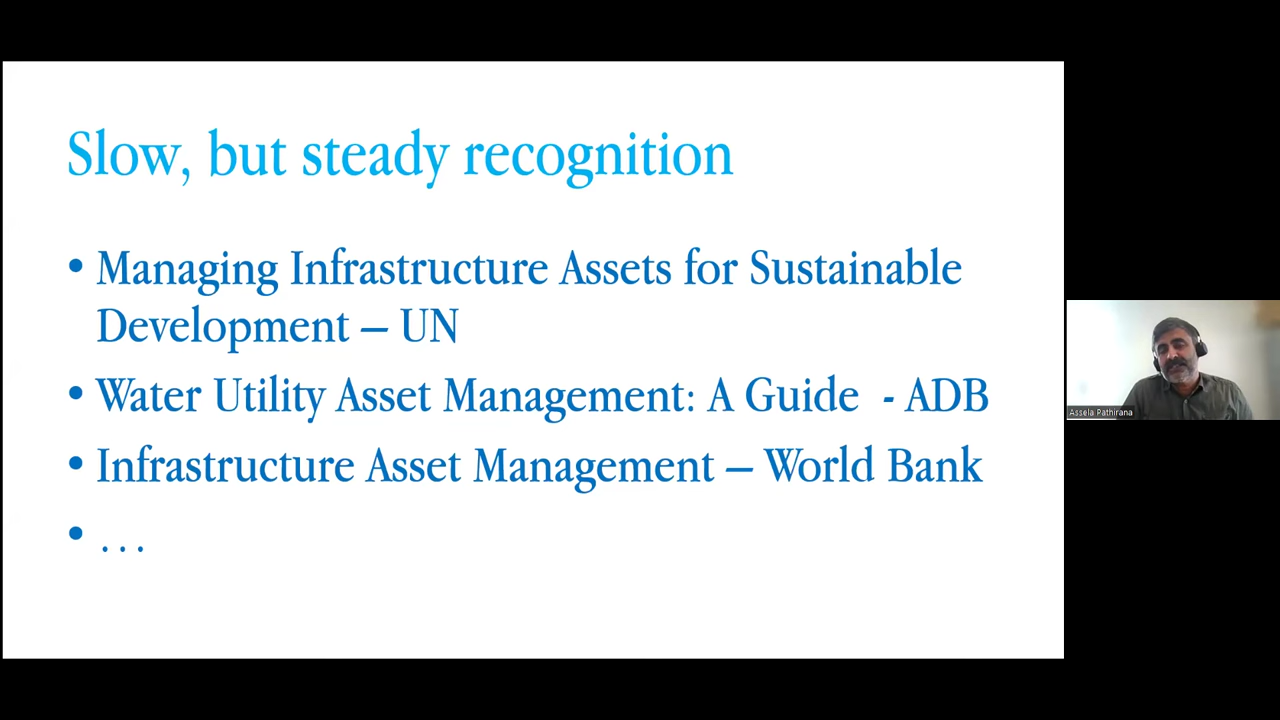 Slow, but steady recognition
• Managing Infrastructure Assets for Sustainable
Development – UN
• Water Utility Asset Management: A Guide - ADB
• Infrastructure Asset Management – World Bank
• ...
Assela Pathirana